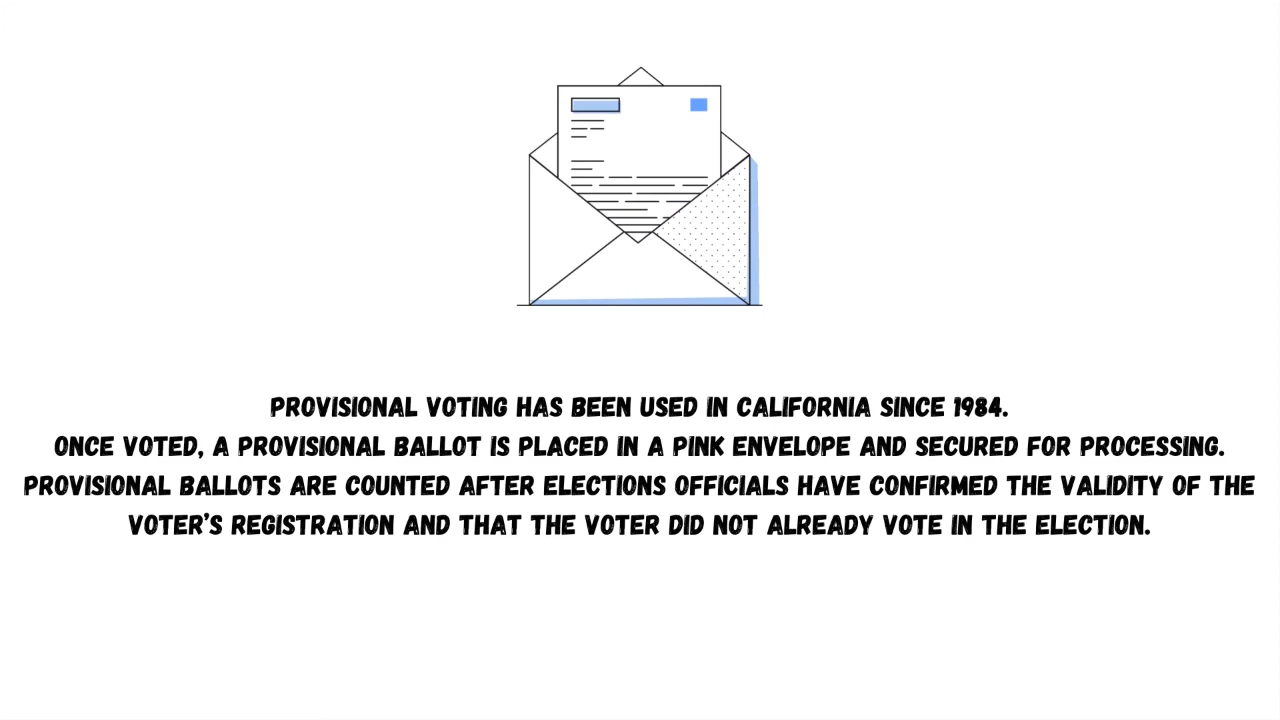 PROVISIONAL VOTING HAS BEEN USED IN CALIFORNIA SINCE 1984.
ONCE VOTED, A PROVISIONAL BALLOT IS PLACED IN A PINK ENVELOPE AND SECURED FOR PROCESSING.
PROVISIONAL BALLOTS ARE COUNTED AFTER ELECTIONS OFFICIALS HAVE CONFIRMED THE VALIDITY OF THE
VOTER’S REGISTRATION AND THAT THE VOTER DID NOT ALREADY VOTE IN THE ELECTION.